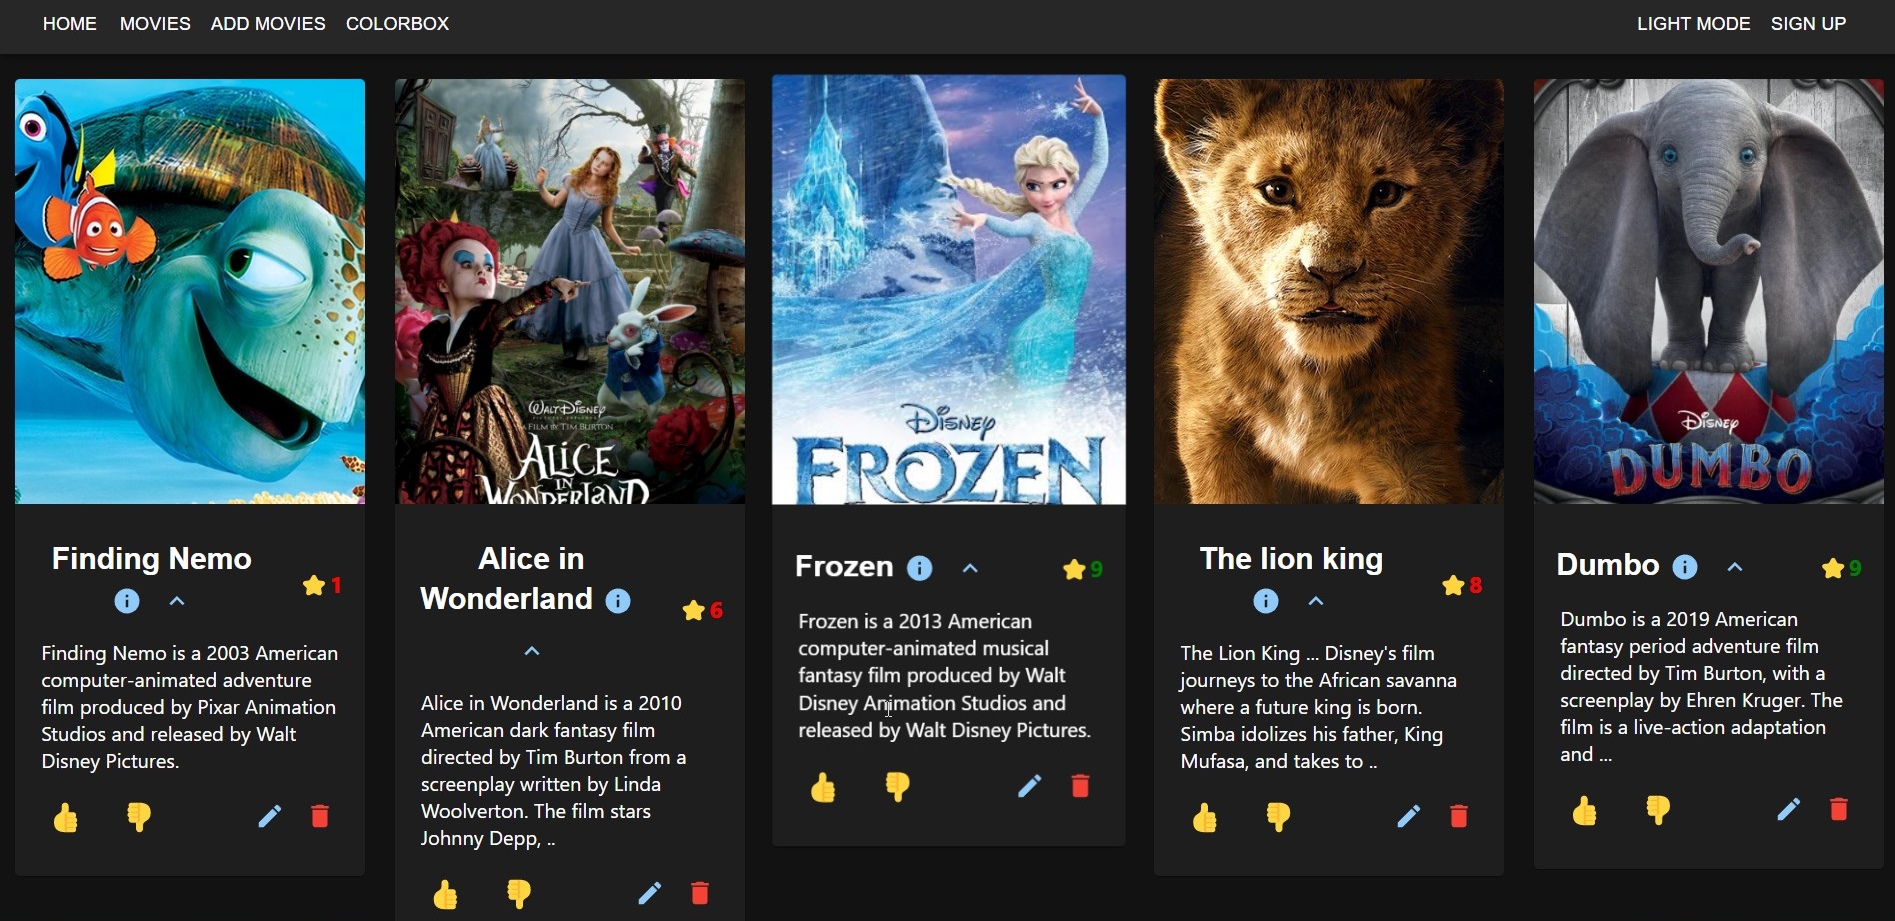 HOME MOVIES ADD MOVIES COLORBOX LIGHT MODE SIGN UP
WALT DISNEY
A FILM BY TIM BURTON
ALICE
IN
WONDERLAND
Disney
FROZEN
Disney
DUMBO
Finding Nemo
1
Finding Nemo is a 2003 American
computer-animated adventure
film produced by Pixar Animation
Studios and released by Walt
Disney Pictures.
Alice in
Wonderland
6
Alice in Wonderland is a 2010
American dark fantasy film
directed by Tim Burton from a
screenplay written by Linda
Woolverton. The film stars
Johnny Depp, ..
Frozen 9
Frozen is a 2013 American
computer-animated musical
fantasy film produced by Walt
Disney Animation Studios and
released by Walt Disney Pictures.
The lion king
8
The Lion King ... Disney's film
journeys to the African savanna
where a future king is born.
Simba idolizes his father, King
Mufasa, and takes to ..
Dumbo 9
Dumbo is a 2019 American
fantasy period adventure film
directed by Tim Burton, with a
screenplay by Ehren Kruger. The
film is a live-action adaptation
and ...